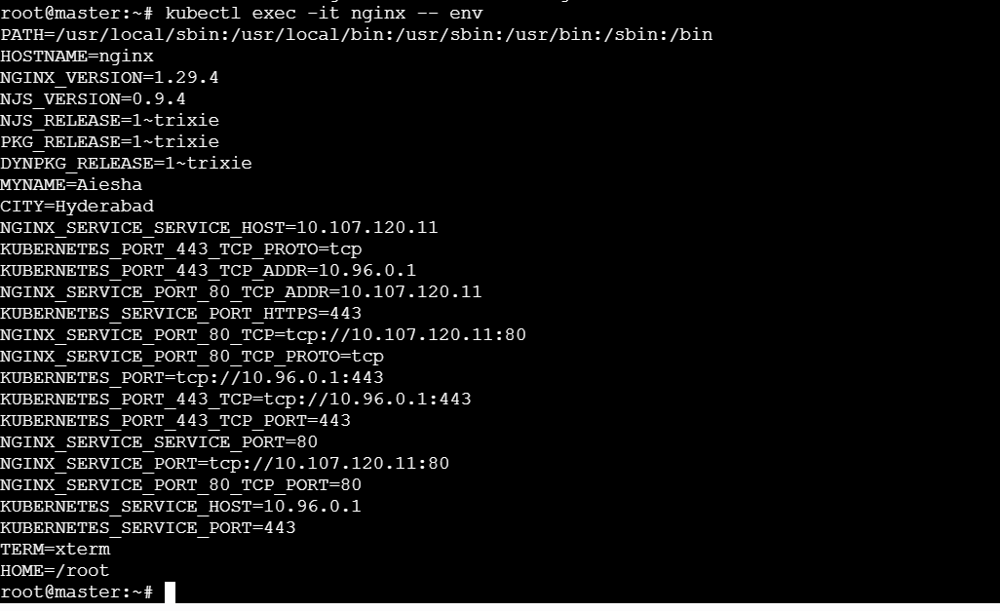 root@master:~# kubectl exec -it nginx -- env
PATH=/usr/local/sbin:/usr/local/bin:/usr/sbin:/usr/bin:/sbin:/bin
HOSTNAME=nginx
NGINX_VERSION=1.29.4
NJS_VERSION=0.9.4
NJS_RELEASE=1~trixie
PKG_RELEASE=1~trixie
DYNPKG_RELEASE=1~trixie
MYNAME=Aiesha
CITY=Hyderabad
NGINX_SERVICE_SERVICE_HOST=10.107.120.11
KUBERNETES_PORT_443_TCP_PROTO=tcp
KUBERNETES_PORT_443_TCP_ADDR=10.96.0.1
NGINX_SERVICE_PORT_80_TCP_ADDR=10.107.120.11
KUBERNETES_SERVICE_PORT_HTTPS=443
NGINX_SERVICE_PORT_80_TCP=tcp://10.107.120.11:80
NGINX_SERVICE_PORT_80_TCP_PROTO=tcp
KUBERNETES_PORT=tcp://10.96.0.1:443
KUBERNETES_PORT_443_TCP=tcp://10.96.0.1:443
KUBERNETES_PORT_443_TCP_PORT=443
NGINX_SERVICE_SERVICE_PORT=80
NGINX_SERVICE_PORT=tcp://10.107.120.11:80
NGINX_SERVICE_PORT_80_TCP_PORT=80
KUBERNETES_SERVICE_HOST=10.96.0.1
KUBERNETES_SERVICE_PORT=443
TERM=xterm
HOME=/root
root@master:~#